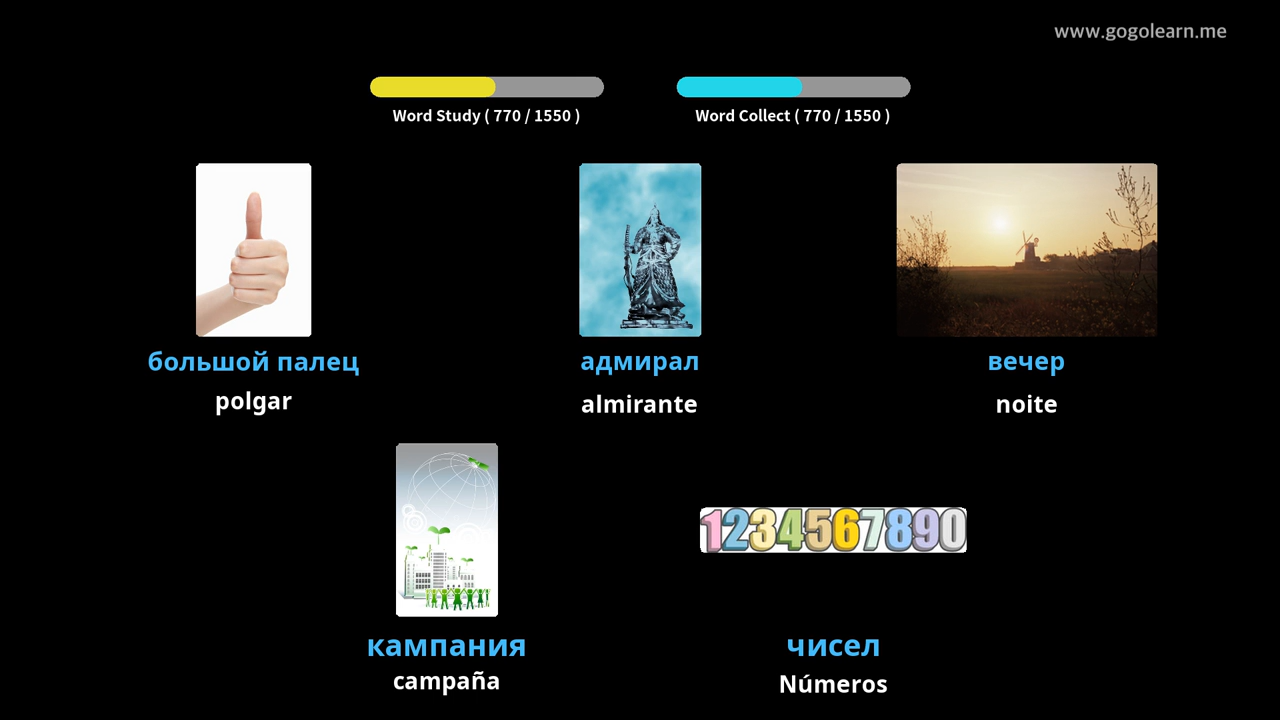 www.gogolearn.me
Word Study ( 770 / 1550 )
Word Collect ( 770 / 1550 )
большой палец
polgar
адмирал
almirante
вечер
noite
1234567890
кампания
campaña
чисел
Números